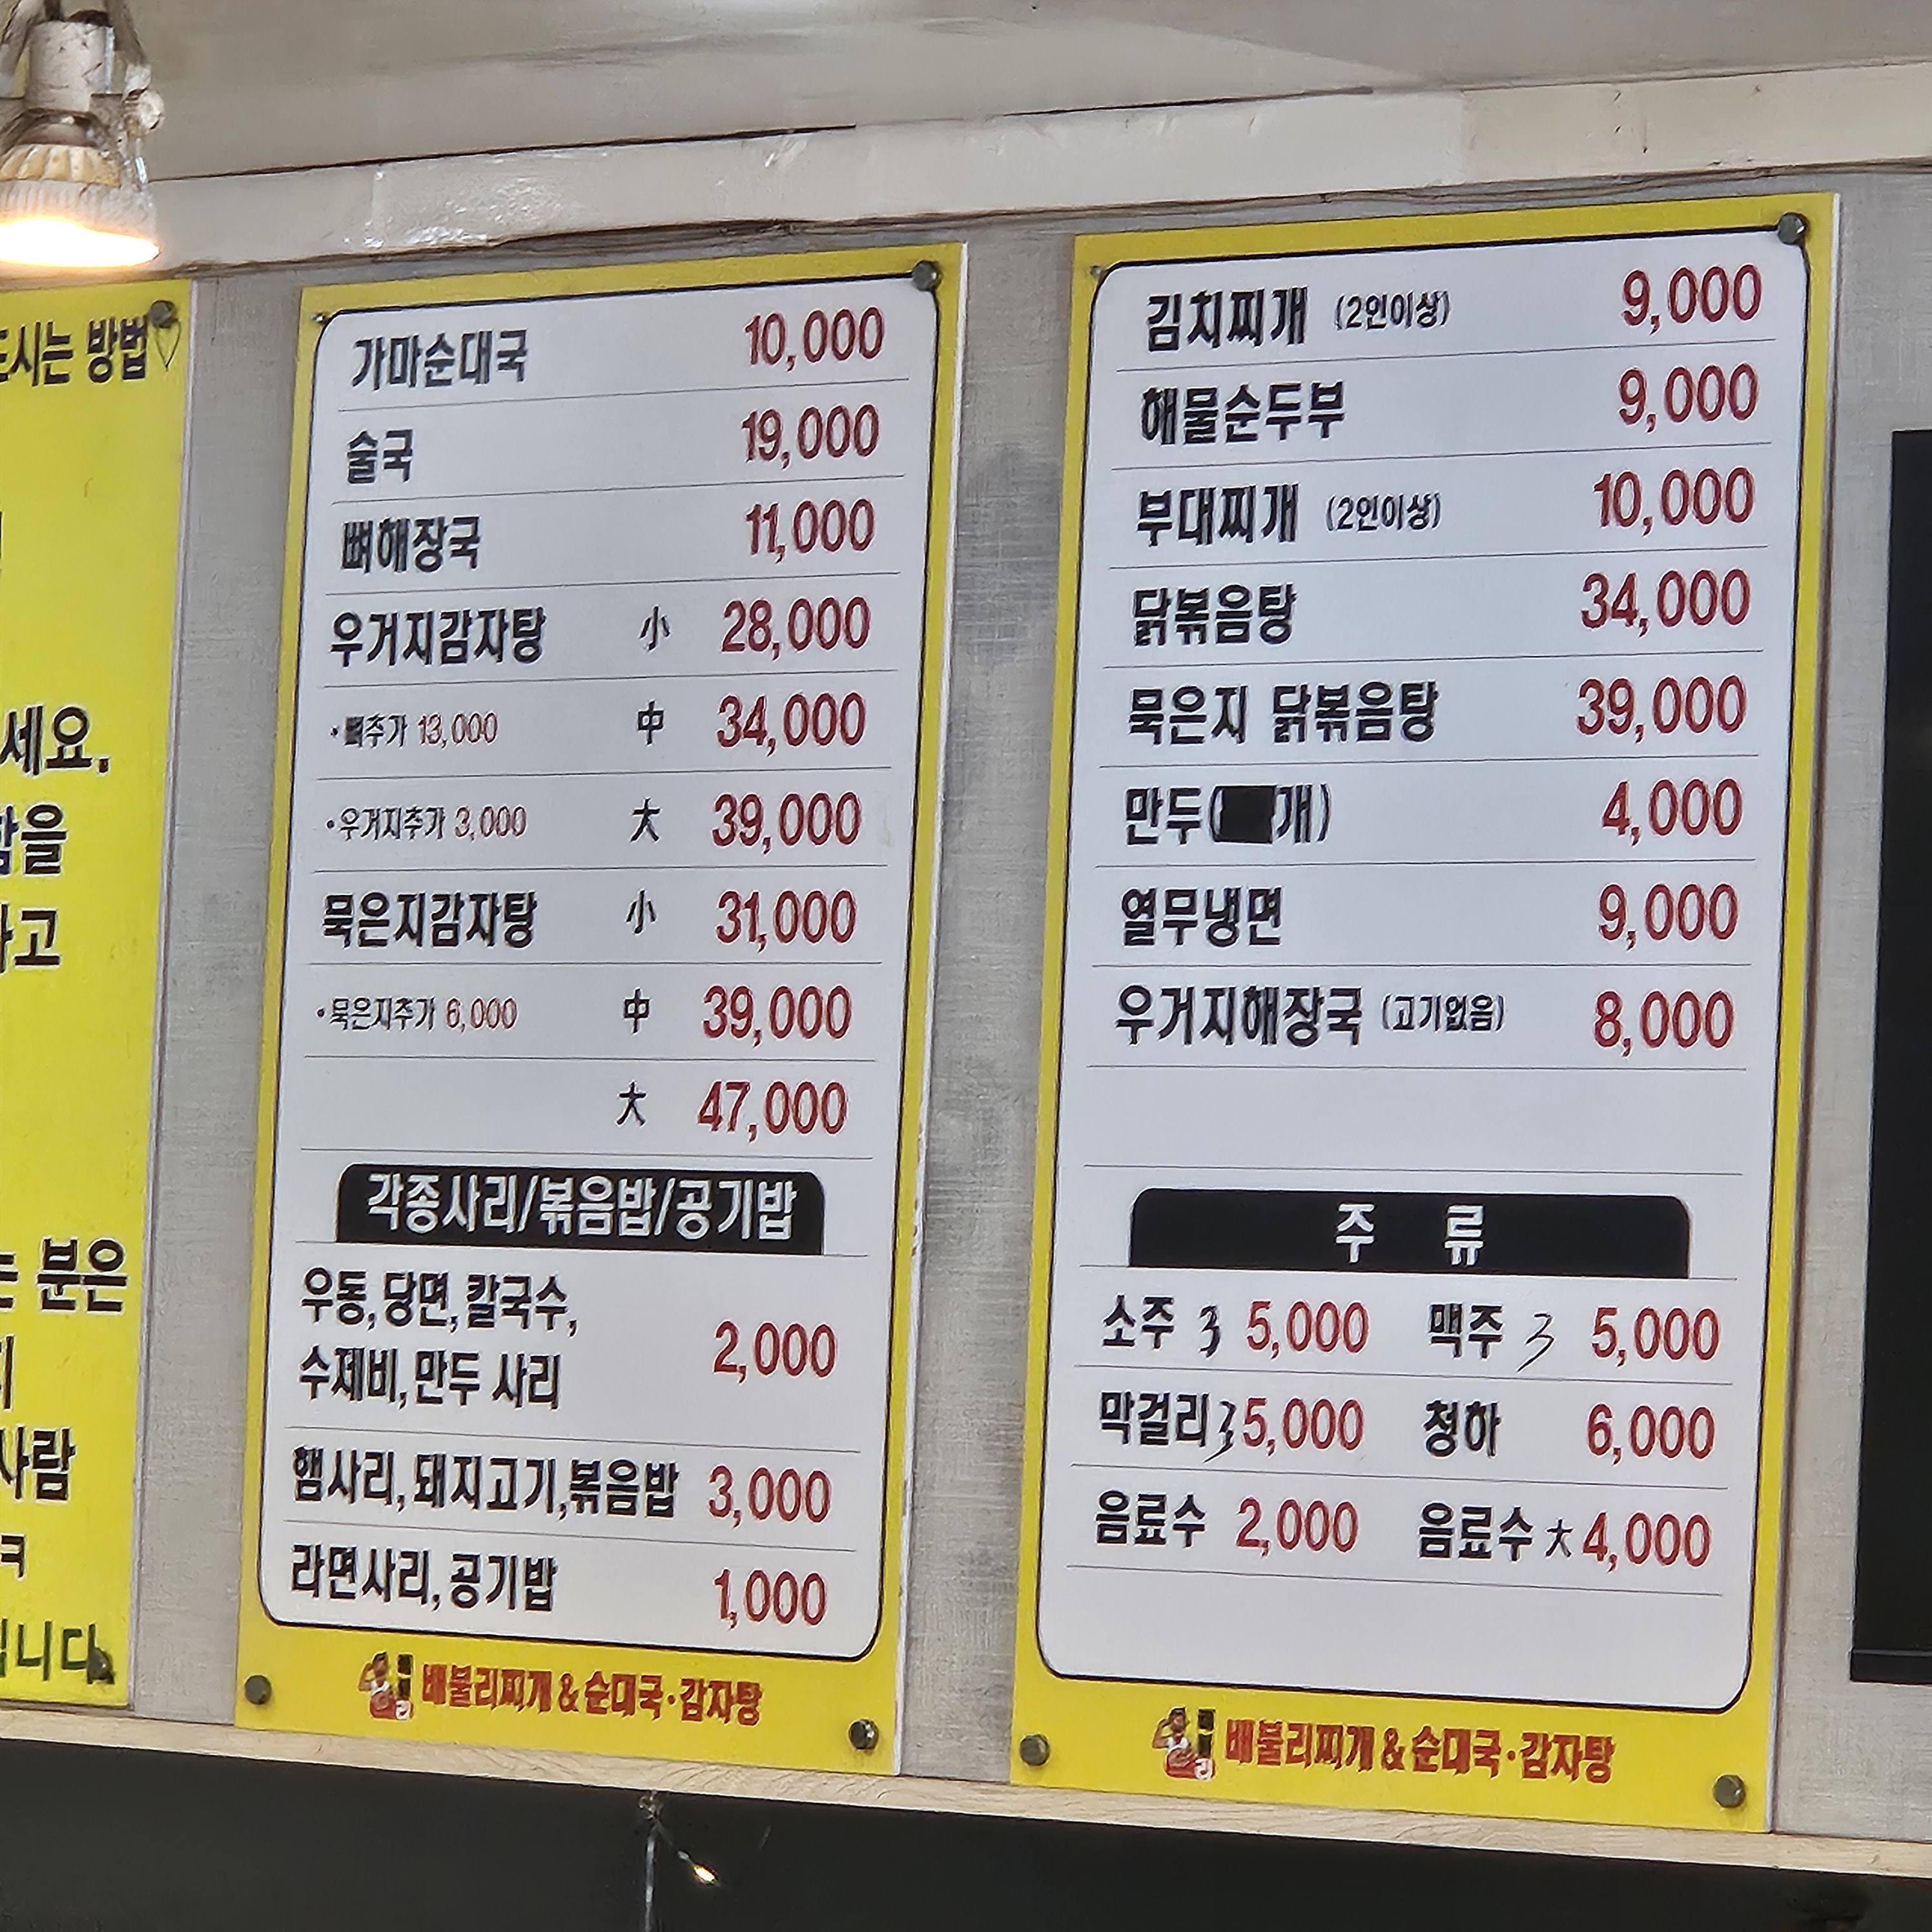 드시는 방법
세요.
함을
하고
는 분은
사람
입니다
가마순대국 10,000
술국 19,000
뼈해장국 11,000
우거지감자탕 小 28,000
·뼈추가 13,000 中 34,000
·우거지추가 3,000 大 39,000
묵은지감자탕 小 31,000
·묵은지추가 6,000 中 39,000
大 47,000
각종사리/볶음밥/공기밥
우동, 당면, 칼국수,
수제비, 만두 사리 2,000
햄사리, 돼지고기, 볶음밥 3,000
라면사리, 공기밥 1,000
배불리찌개 & 순대국·감자탕
김치찌개 (2인이상) 9,000
해물순두부 9,000
부대찌개 (2인이상) 10,000
닭볶음탕 34,000
묵은지 닭볶음탕 39,000
만두( 개) 4,000
열무냉면 9,000
우거지해장국 (고기없음) 8,000
주 류
소주 3 5,000 맥주 3 5,000
막걸리 3 5,000 청하 6,000
음료수 2,000 음료수 大 4,000
배불리찌개 & 순대국·감자탕